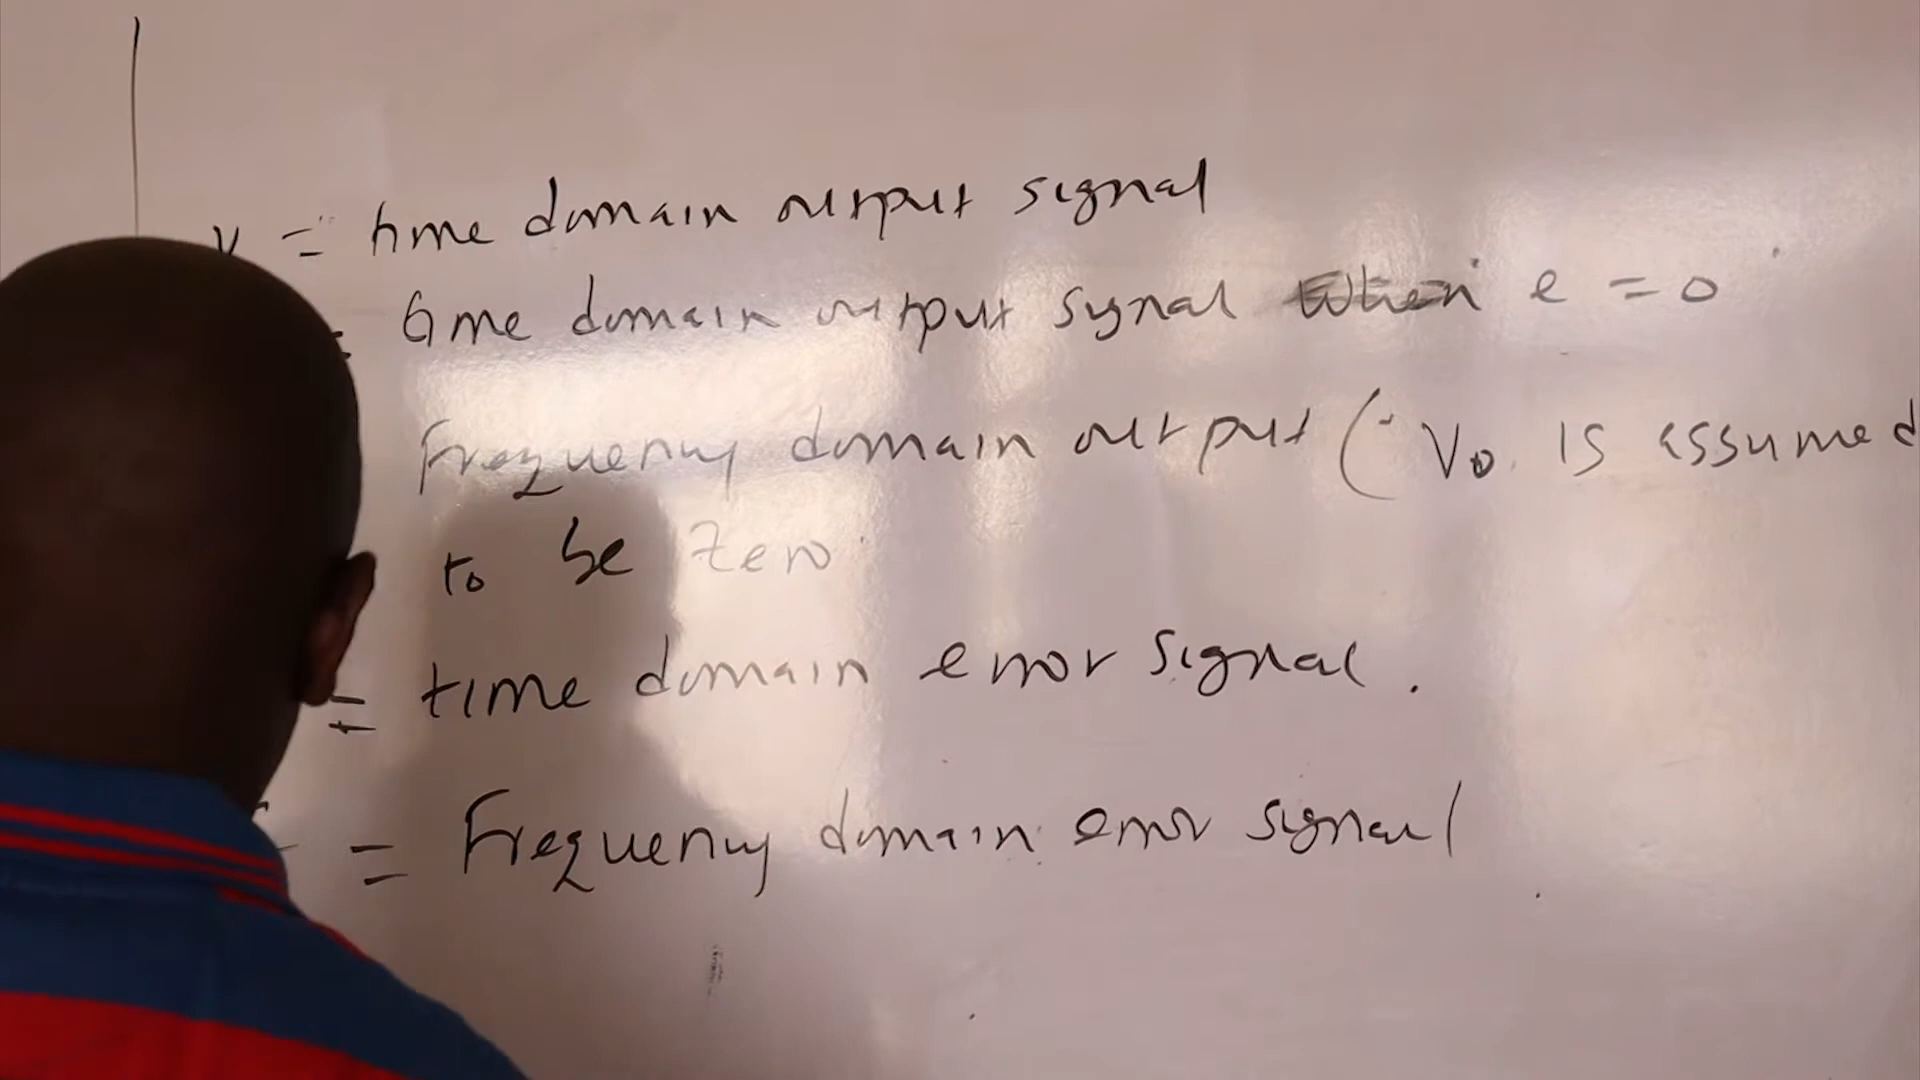 V = time domain output signal
= time domain output signal when e = 0
Frequency domain output ( V₀ is assumed
to be zero
= time domain error signal.
= Frequency domain error signal